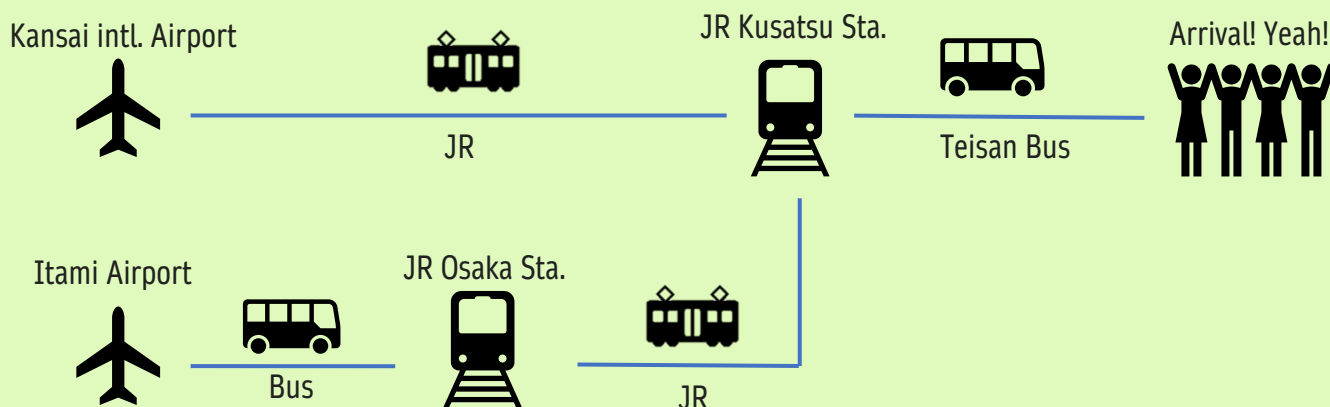 Kansai intl. Airport
JR
JR Kusatsu Sta.
Teisan Bus
Arrival! Yeah!
Itami Airport
Bus
JR Osaka Sta.
JR